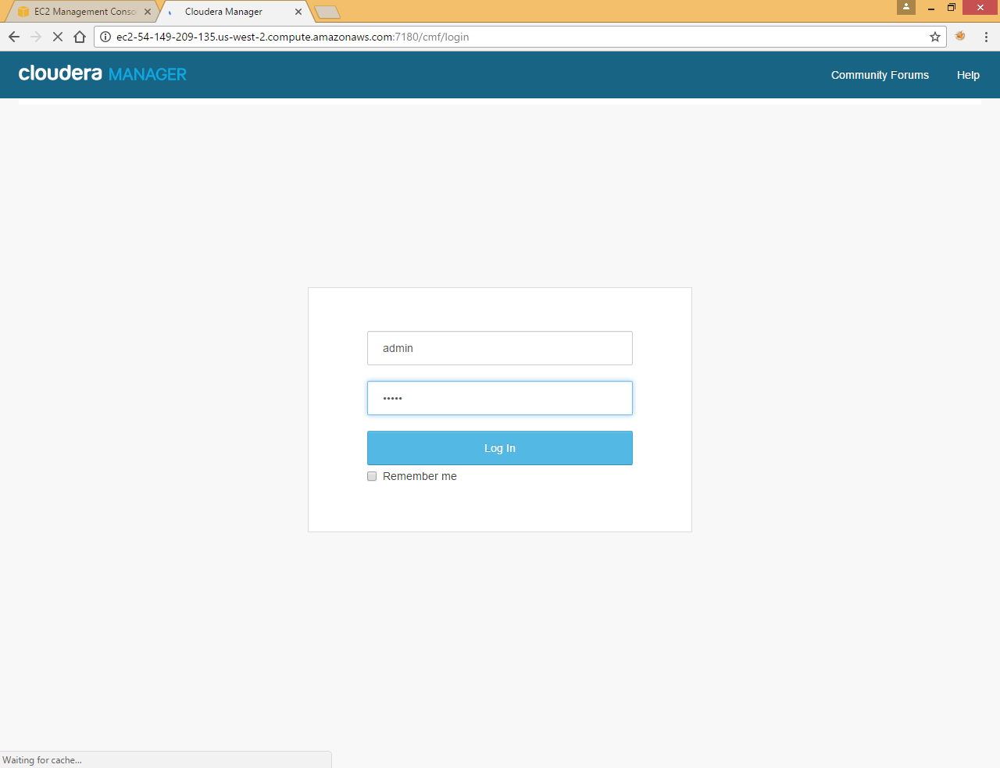 EC2 Management Conso
Cloudera Manager
ec2-54-149-209-135.us-west-2.compute.amazonaws.com:7180/cmf/login
cloudera MANAGER
Community Forums
Help
admin
•••••
Log In
Remember me
Waiting for cache...